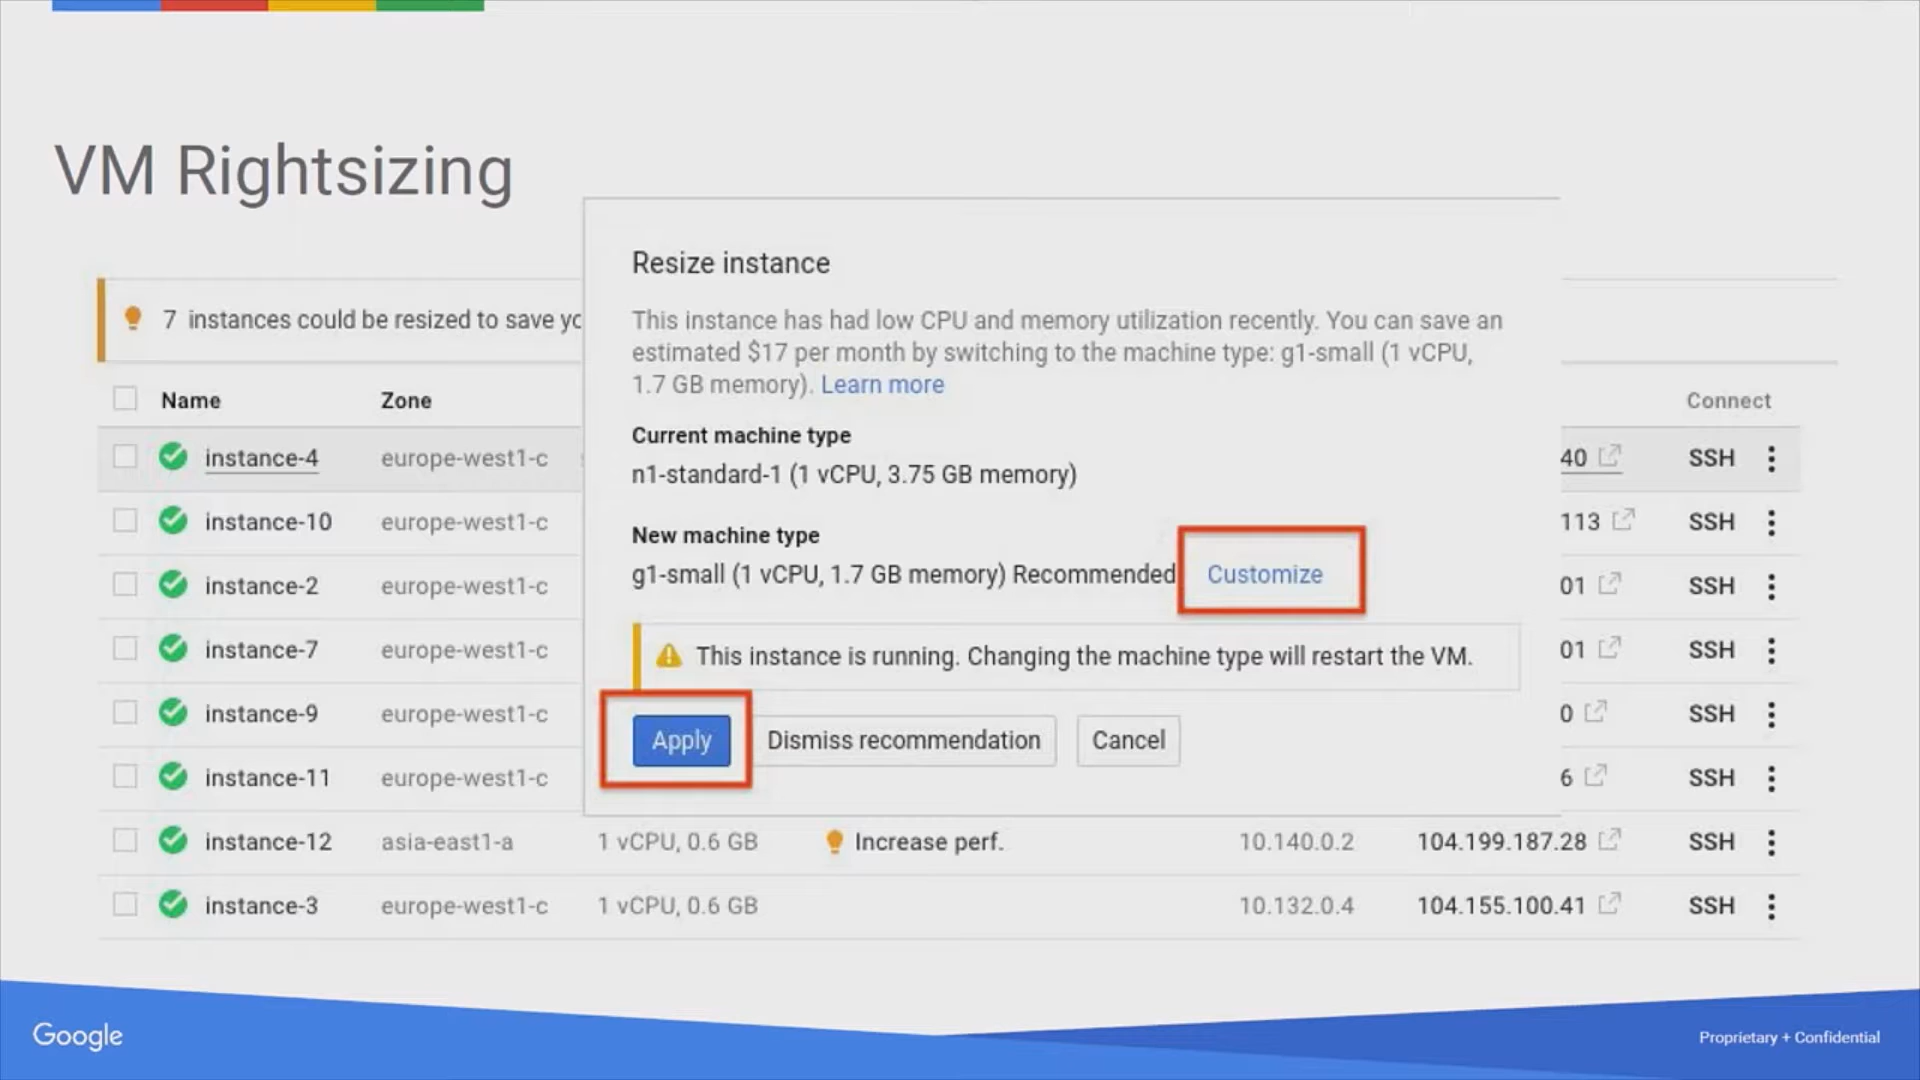 VM Rightsizing
7 instances could be resized to save yo
Name Zone Connect
instance-4 europe-west1-c 40 SSH
instance-10 europe-west1-c 113 SSH
instance-2 europe-west1-c 01 SSH
instance-7 europe-west1-c 01 SSH
instance-9 europe-west1-c 0 SSH
instance-11 europe-west1-c 6 SSH
instance-12 asia-east1-a 1 vCPU, 0.6 GB Increase perf. 10.140.0.2 104.199.187.28 SSH
instance-3 europe-west1-c 1 vCPU, 0.6 GB 10.132.0.4 104.155.100.41 SSH
Resize instance
This instance has had low CPU and memory utilization recently. You can save an
estimated $17 per month by switching to the machine type: g1-small (1 vCPU,
1.7 GB memory). Learn more
Current machine type
n1-standard-1 (1 vCPU, 3.75 GB memory)
New machine type
g1-small (1 vCPU, 1.7 GB memory) Recommended Customize
This instance is running. Changing the machine type will restart the VM.
Apply Dismiss recommendation Cancel
Google
Proprietary + Confidential